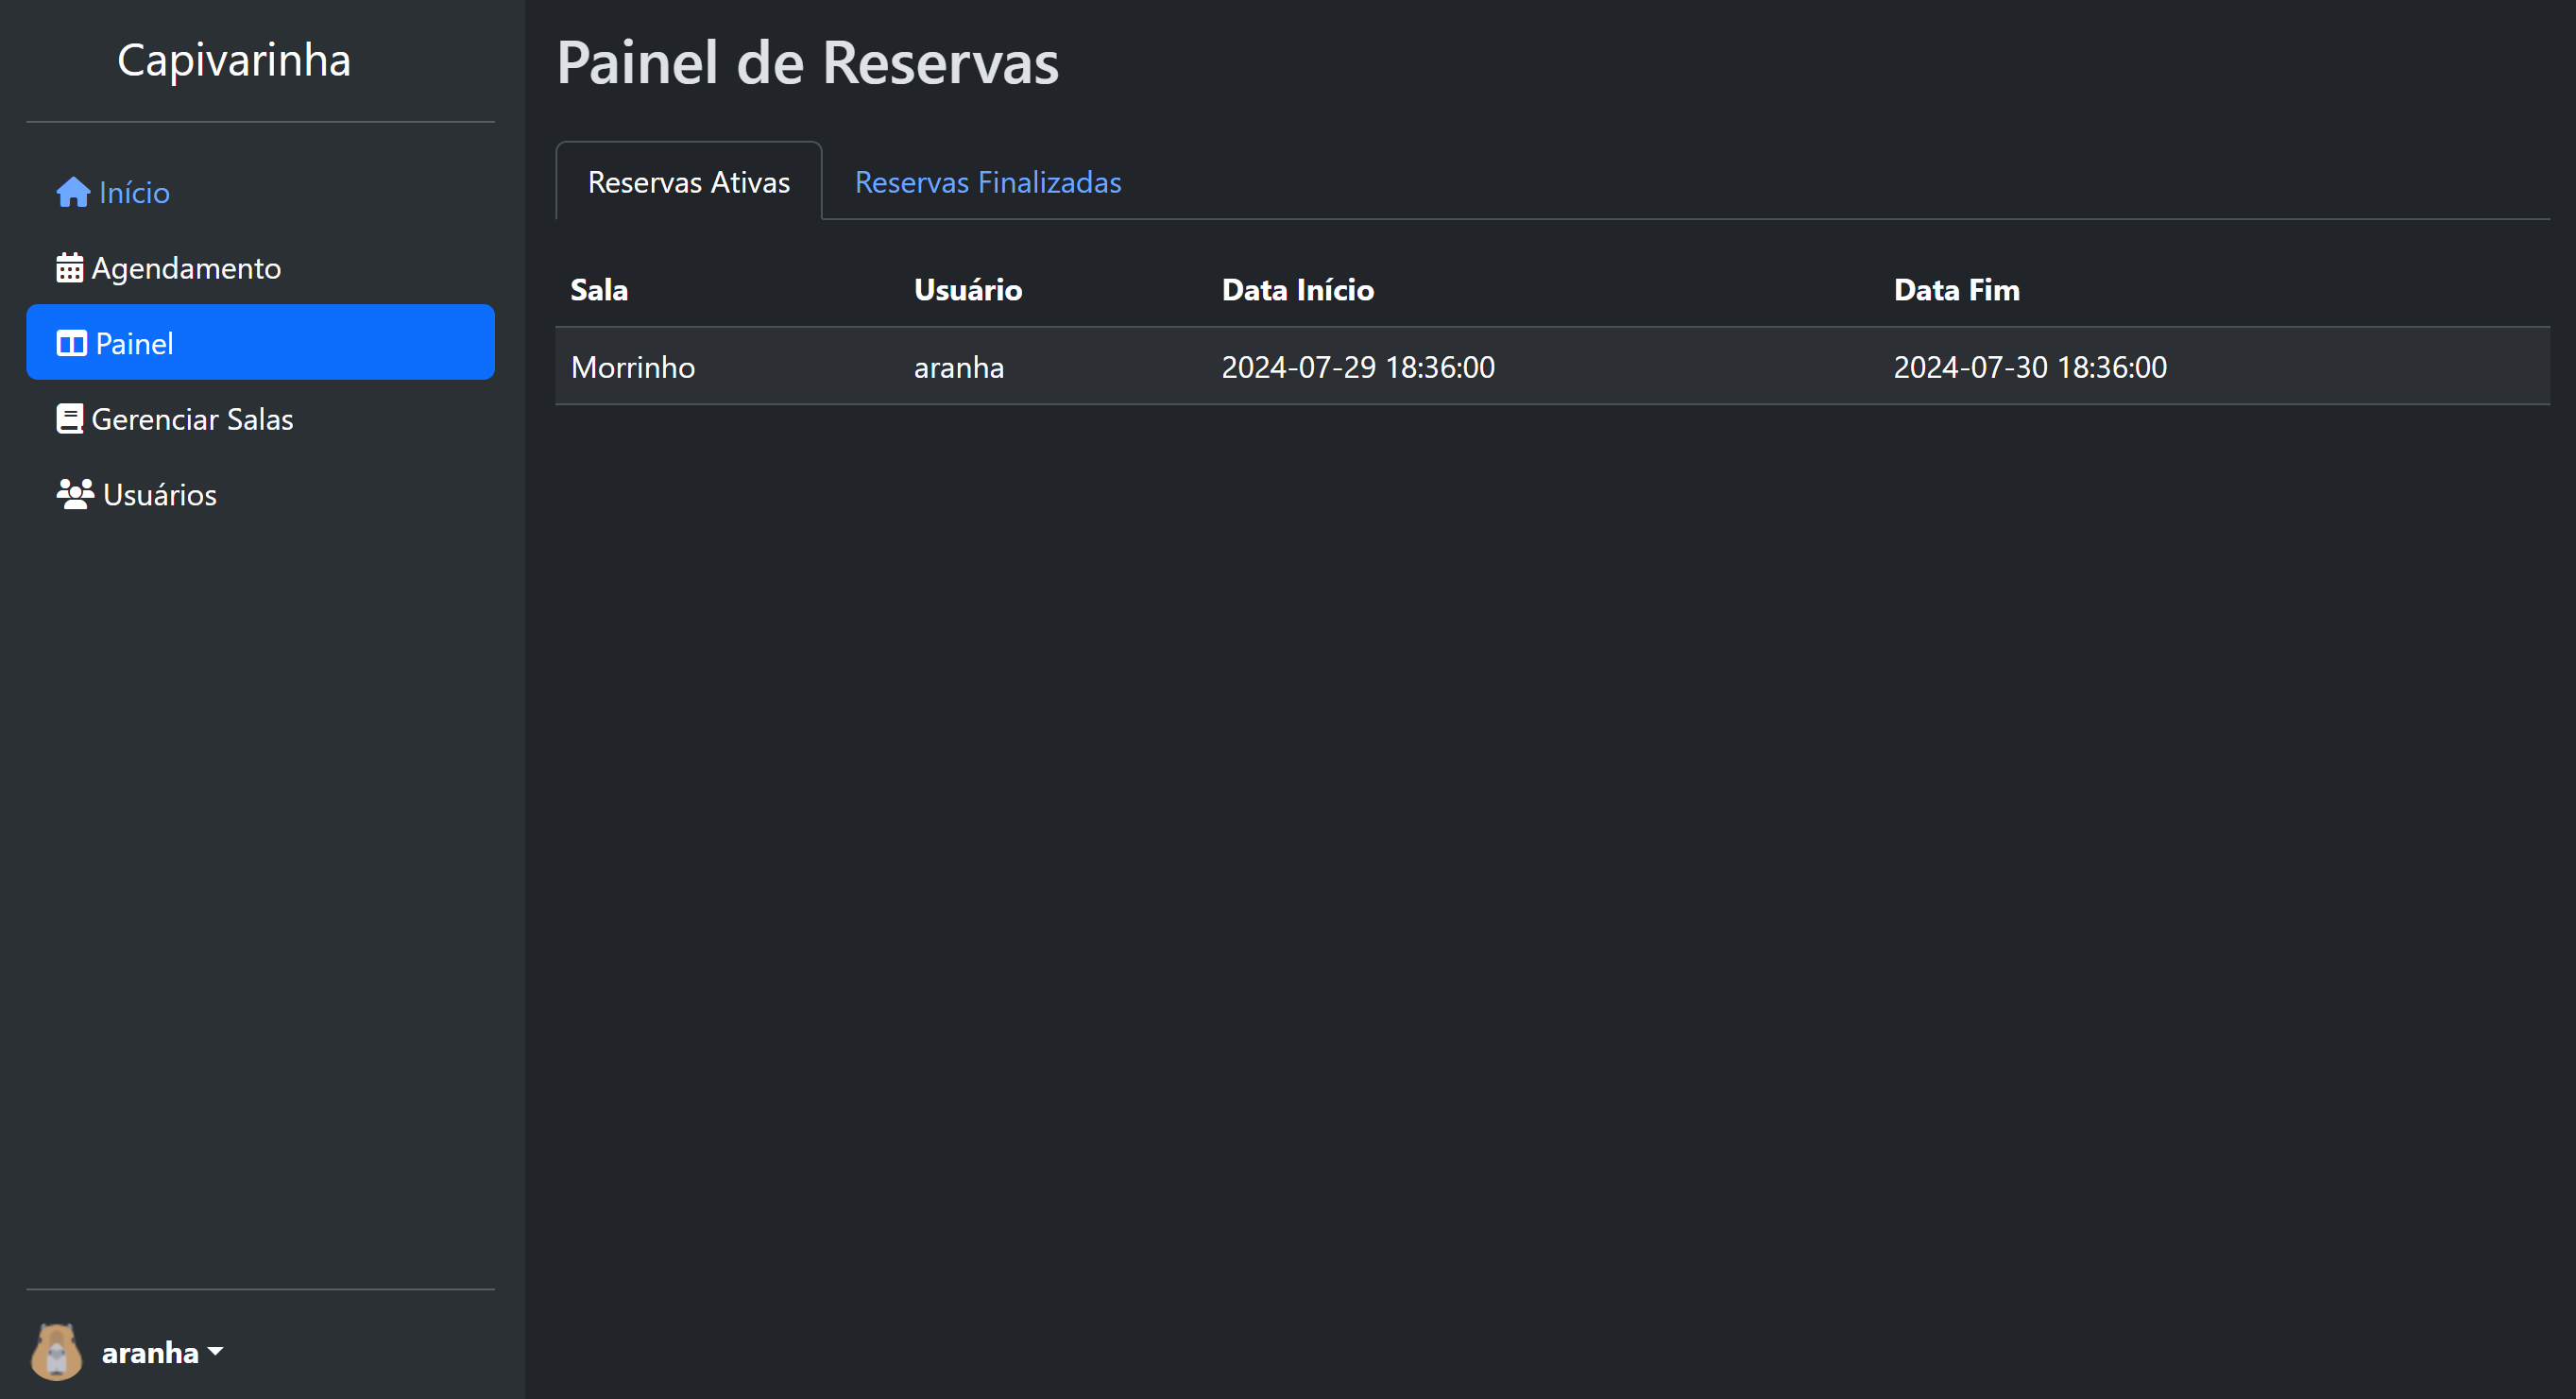 Capivarinha
Início
Agendamento
Painel
Gerenciar Salas
Usuários
aranha
Painel de Reservas
Reservas Ativas Reservas Finalizadas
Sala Usuário Data Início Data Fim
Morrinho aranha 2024-07-29 18:36:00 2024-07-30 18:36:00